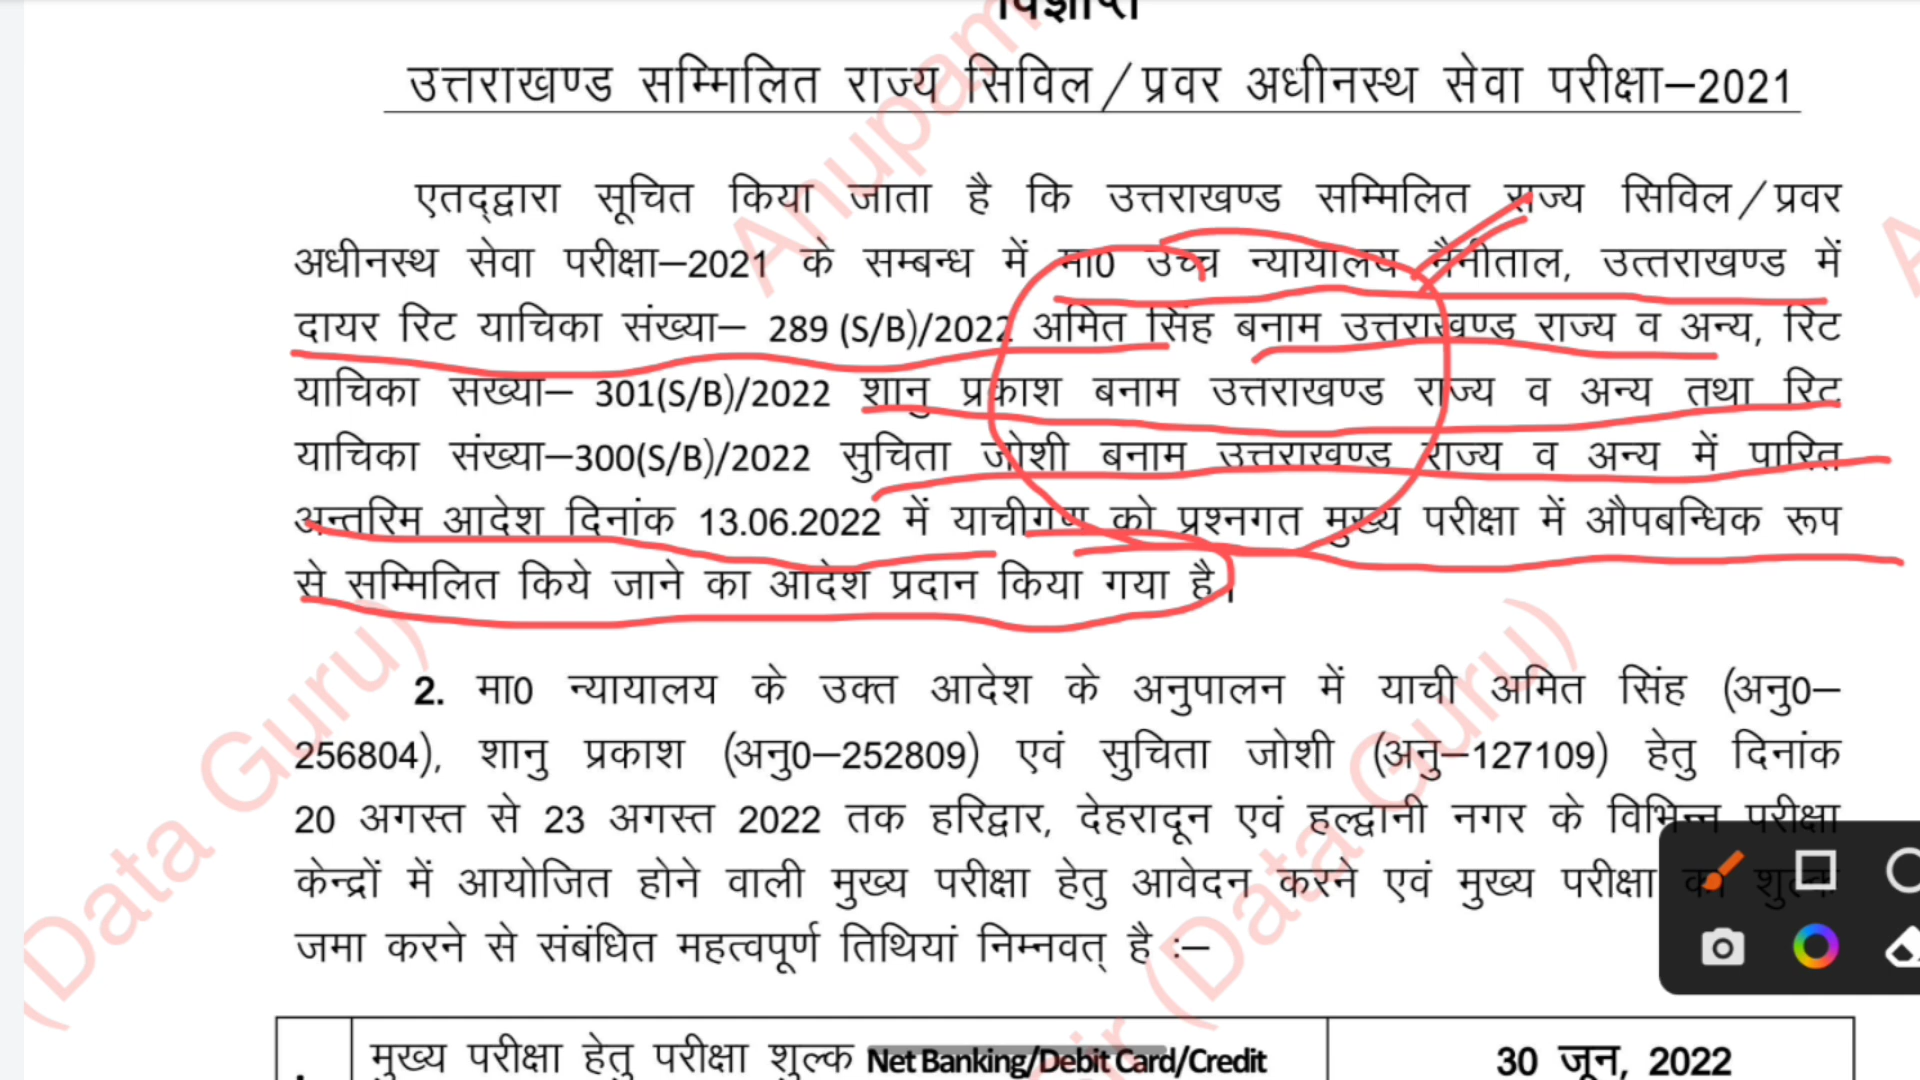 विज्ञप्ति
उत्तराखण्ड सम्मिलित राज्य सिविल/प्रवर अधीनस्थ सेवा परीक्षा–2021
एतद्द्वारा सूचित किया जाता है कि उत्तराखण्ड सम्मिलित राज्य सिविल/प्रवर
अधीनस्थ सेवा परीक्षा–2021 के सम्बन्ध में मा0 उच्च न्यायालय नैनीताल, उत्तराखण्ड में
दायर रिट याचिका संख्या– 289 (S/B)/2022 अमित सिंह बनाम उत्तराखण्ड राज्य व अन्य, रिट
याचिका संख्या– 301(S/B)/2022 शानु प्रकाश बनाम उत्तराखण्ड राज्य व अन्य तथा रिट
याचिका संख्या–300(S/B)/2022 सुचिता जोशी बनाम उत्तराखण्ड राज्य व अन्य में पारित
अन्तरिम आदेश दिनांक 13.06.2022 में याचीगण को प्रश्नगत मुख्य परीक्षा में औपबन्धिक रूप
से सम्मिलित किये जाने का आदेश प्रदान किया गया है।
2. मा0 न्यायालय के उक्त आदेश के अनुपालन में याची अमित सिंह (अनु0–
256804), शानु प्रकाश (अनु0–252809) एवं सुचिता जोशी (अनु–127109) हेतु दिनांक
20 अगस्त से 23 अगस्त 2022 तक हरिद्वार, देहरादून एवं हल्द्वानी नगर के विभिन्न परीक्षा
केन्द्रों में आयोजित होने वाली मुख्य परीक्षा हेतु आवेदन करने एवं मुख्य परीक्षा का शुल्क
जमा करने से संबंधित महत्वपूर्ण तिथियां निम्नवत् है :–
मुख्य परीक्षा हेतु परीक्षा शुल्क Net Banking/Debit Card/Credit
30 जून, 2022
Anupam
(Data Guru)
(Data Guru)